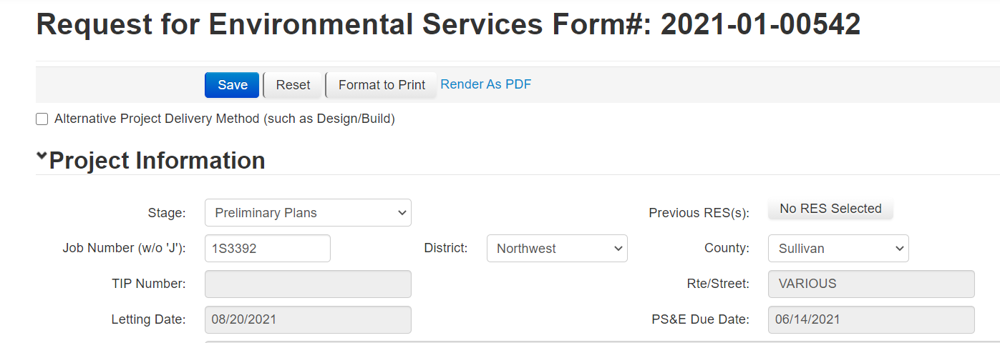 Request for Environmental Services Form#: 2021-01-00542
Save Reset Format to Print Render As PDF
Alternative Project Delivery Method (such as Design/Build)
Project Information
Stage: Preliminary Plans Previous RES(s): No RES Selected
Job Number (w/o 'J'): 1S3392 District: Northwest County: Sullivan
TIP Number: Rte/Street: VARIOUS
Letting Date: 08/20/2021 PS&E Due Date: 06/14/2021